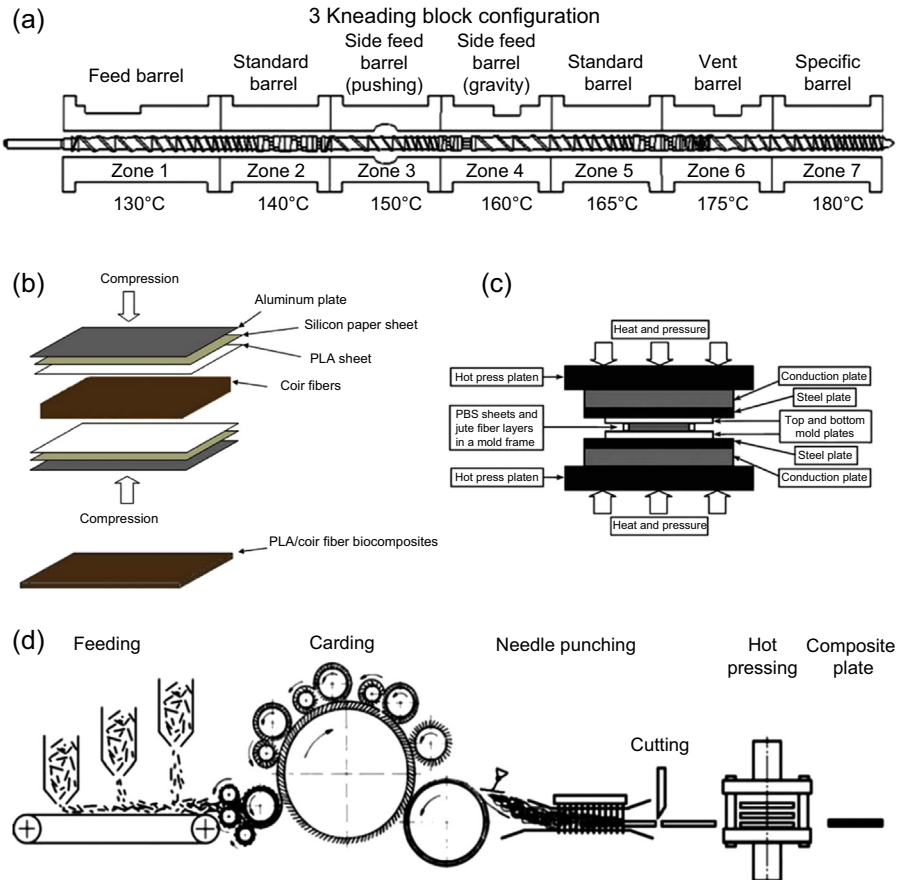 (a)
3 Kneading block configuration
Feed barrel
Standard
barrel
Side feed
barrel
(pushing)
Side feed
barrel
(gravity)
Standard
barrel
Vent
barrel
Specific
barrel
Zone 1
Zone 2
Zone 3
Zone 4
Zone 5
Zone 6
Zone 7
130°C
140°C
150°C
160°C
165°C
175°C
180°C
(b)
Compression
Aluminum plate
Silicon paper sheet
PLA sheet
Coir fibers
Compression
PLA/coir fiber biocomposites
(c)
Heat and pressure
Hot press platen
Conduction plate
Steel plate
PBS sheets and
jute fiber layers
in a mold frame
Top and bottom
mold plates
Steel plate
Hot press platen
Conduction plate
Heat and pressure
(d)
Feeding
Carding
Needle punching
Hot
pressing
Composite
plate
Cutting